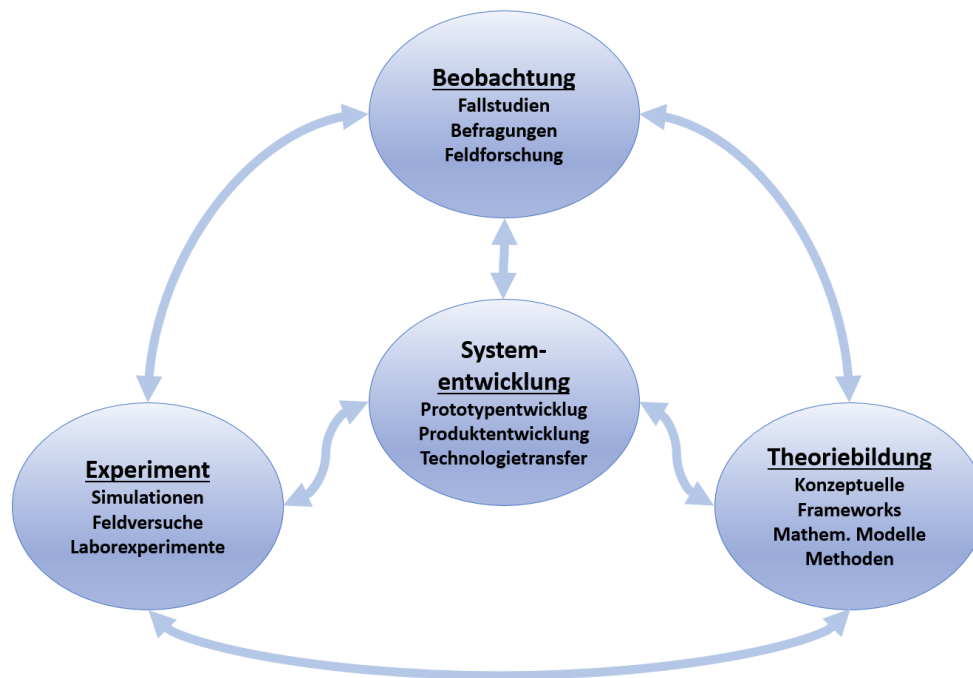 Beobachtung
Fallstudien
Befragungen
Feldforschung
System-
entwicklung
Prototypentwicklug
Produktentwicklung
Technologietransfer
Experiment
Simulationen
Feldversuche
Laborexperimente
Theoriebildung
Konzeptuelle
Frameworks
Mathem. Modelle
Methoden